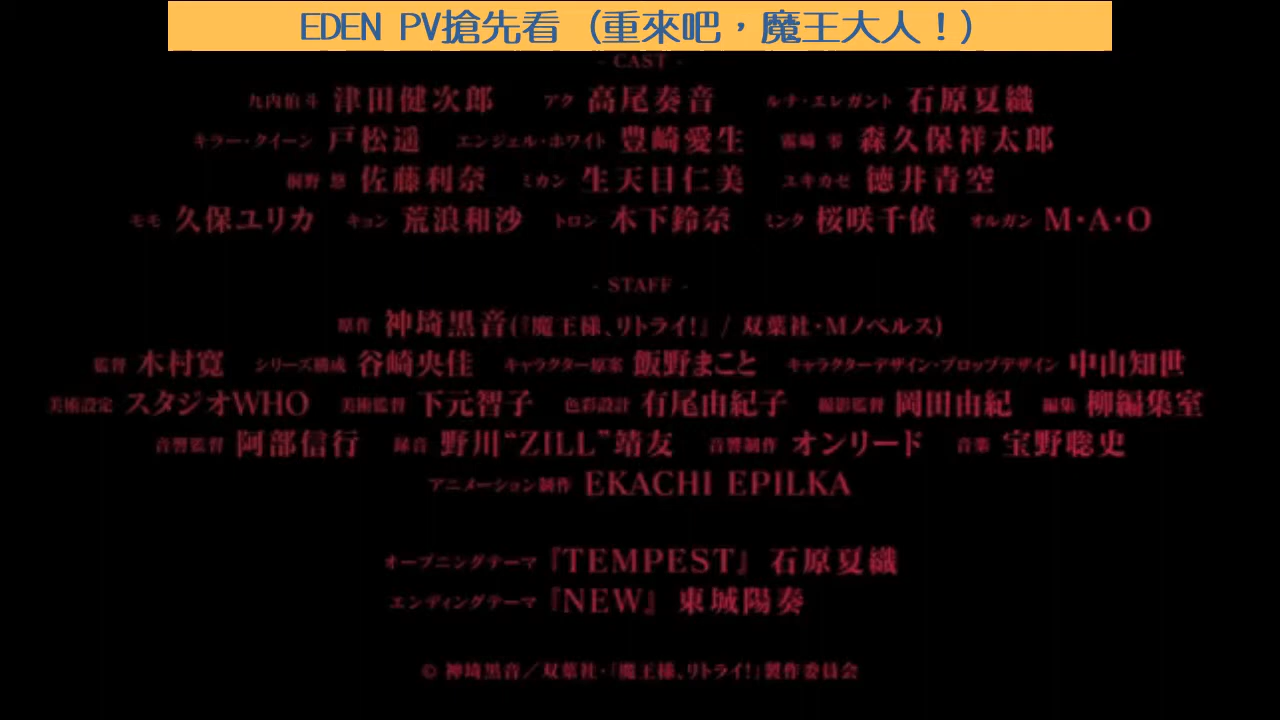 EDEN PV搶先看 (重來吧，魔王大人！)
- CAST -
九内伯斗 津田健次郎 アク 高尾奏音 ルナ・エレガント 石原夏織
キラー・クイーン 戸松遥 エンジェル・ホワイト 豊崎愛生 霧崎 零 森久保祥太郎
桐野 悠 佐藤利奈 ミカン 生天目仁美 ユキカゼ 徳井青空
モモ 久保ユリカ キョン 荒浪和沙 トロン 木下鈴奈 ミンク 桜咲千依 オルガン M・A・O
- STAFF -
原作 神埼黒音(『魔王様、リトライ!』 / 双葉社・Mノベルス)
監督 木村寛 シリーズ構成 谷崎央佳 キャラクター原案 飯野まこと キャラクターデザイン・プロップデザイン 中山知世
美術設定 スタジオWHO 美術監督 下元智子 色彩設計 有尾由紀子 撮影監督 岡田由紀 編集 柳編集室
音響監督 阿部信行 録音 野川“ZILL”靖友 音響制作 オンリード 音楽 宝野聡史
アニメーション制作 EKACHI EPILKA
オープニングテーマ 『TEMPEST』 石原夏織
エンディングテーマ 『NEW』 東城陽奏
© 神埼黒音／双葉社・「魔王様、リトライ!」製作委員会